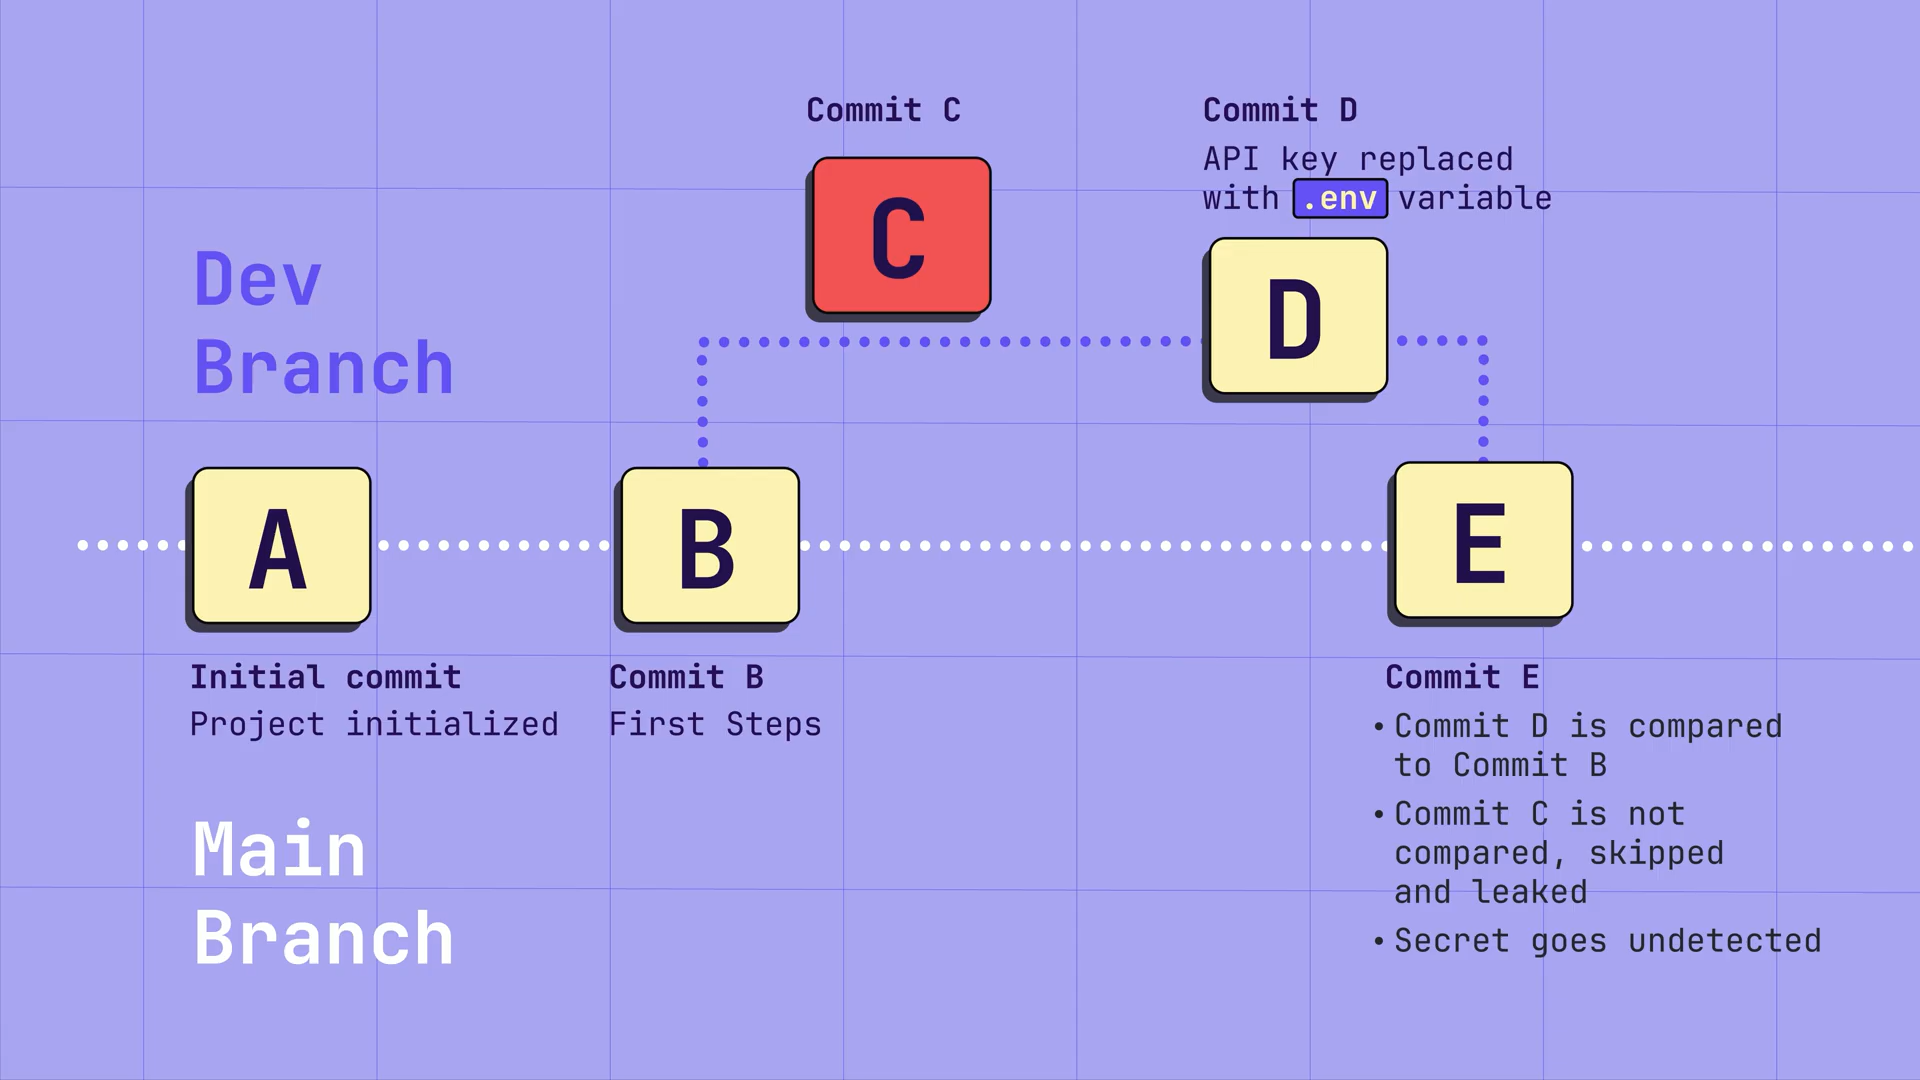 Commit C
C
Commit D
API key replaced
with .env variable
D
Dev
Branch
A
B
E
Initial commit
Project initialized
Commit B
First Steps
Commit E
• Commit D is compared
to Commit B
• Commit C is not
compared, skipped
and leaked
• Secret goes undetected
Main
Branch